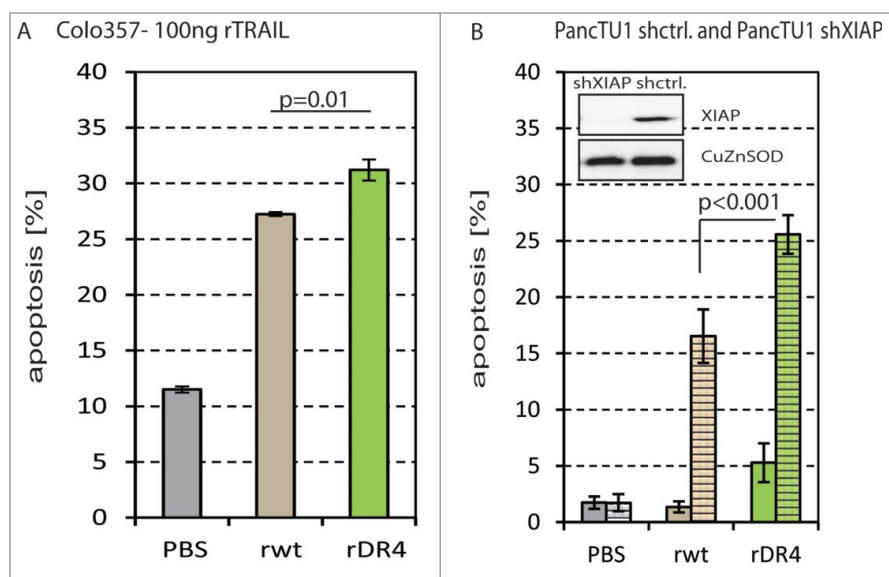 A Colo357- 100ng rTRAIL
40
35
30
25
20
15
10
5
0
apoptosis [%]
p=0.01
PBS rwt rDR4
B PancTU1 shctrl. and PancTU1 shXIAP
40
35
30
25
20
15
10
5
0
apoptosis [%]
shXIAP shctrl.
XIAP
CuZnSOD
p<0.001
PBS rwt rDR4